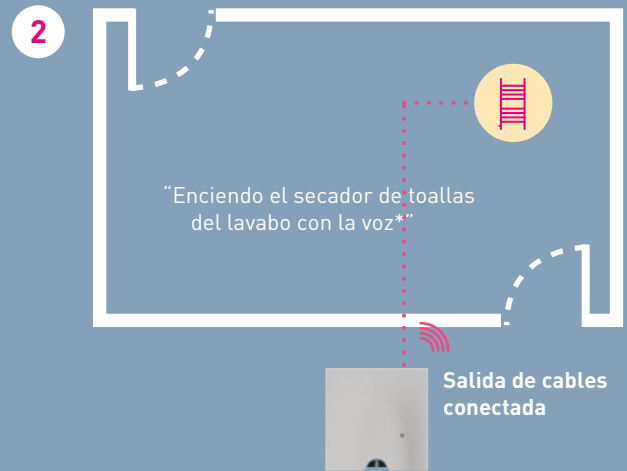 2
“Enciendo el secador de toallas
del lavabo con la voz*”
Salida de cables
conectada